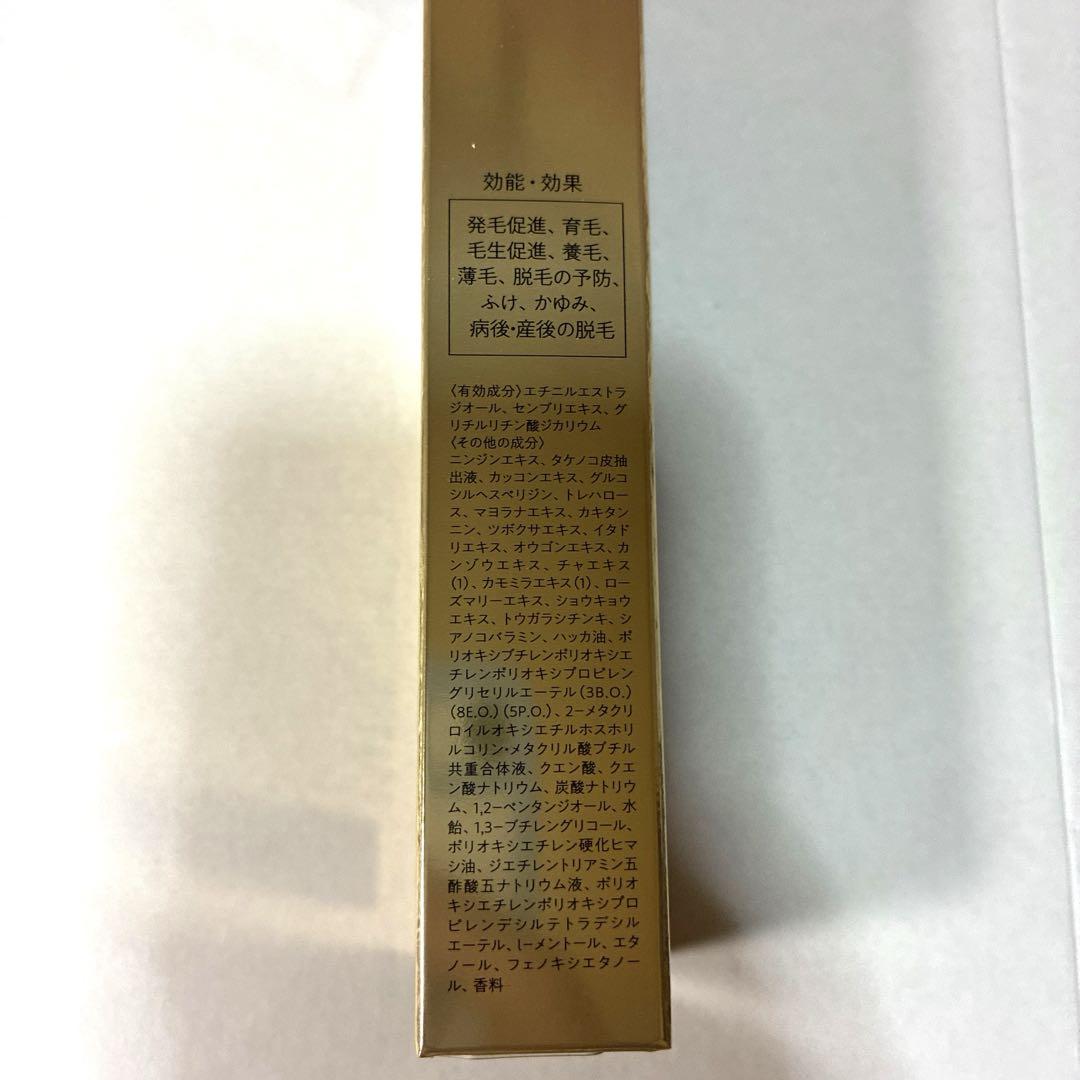 効能・効果
発毛促進、育毛、
毛生促進、養毛、
薄毛、脱毛の予防、
ふけ、かゆみ、
病後・産後の脱毛
〈有効成分〉エチニルエストラ
ジオール、センブリエキス、グ
リチルリチン酸ジカリウム
〈その他の成分〉
ニンジンエキス、タケノコ皮抽
出液、カッコンエキス、グルコ
シルヘスペリジン、トレハロー
ス、マヨラナエキス、カキタン
ニン、ツボクサエキス、イタド
リエキス、オウゴンエキス、カ
ンゾウエキス、チャエキス
(1)、カモミラエキス(1)、ロー
ズマリーエキス、ショウキョウ
エキス、トウガラシチンキ、シ
アノコバラミン、ハッカ油、ポ
リオキシブチレンポリオキシエ
チレンポリオキシプロピレン
グリセリルエーテル(3B.O.)
(8E.O.)(5P.O.)、2−メタクリ
ロイルオキシエチルホスホリ
ルコリン・メタクリル酸ブチル
共重合体液、クエン酸、クエ
ン酸ナトリウム、炭酸ナトリウ
ム、1,2−ペンタンジオール、水
飴、1,3−ブチレングリコール、
ポリオキシエチレン硬化ヒマ
シ油、ジエチレントリアミン五
酢酸五ナトリウム液、ポリオ
キシエチレンポリオキシプロ
ピレンデシルテトラデシル
エーテル、l−メントール、エタ
ノール、フェノキシエタノー
ル、香料